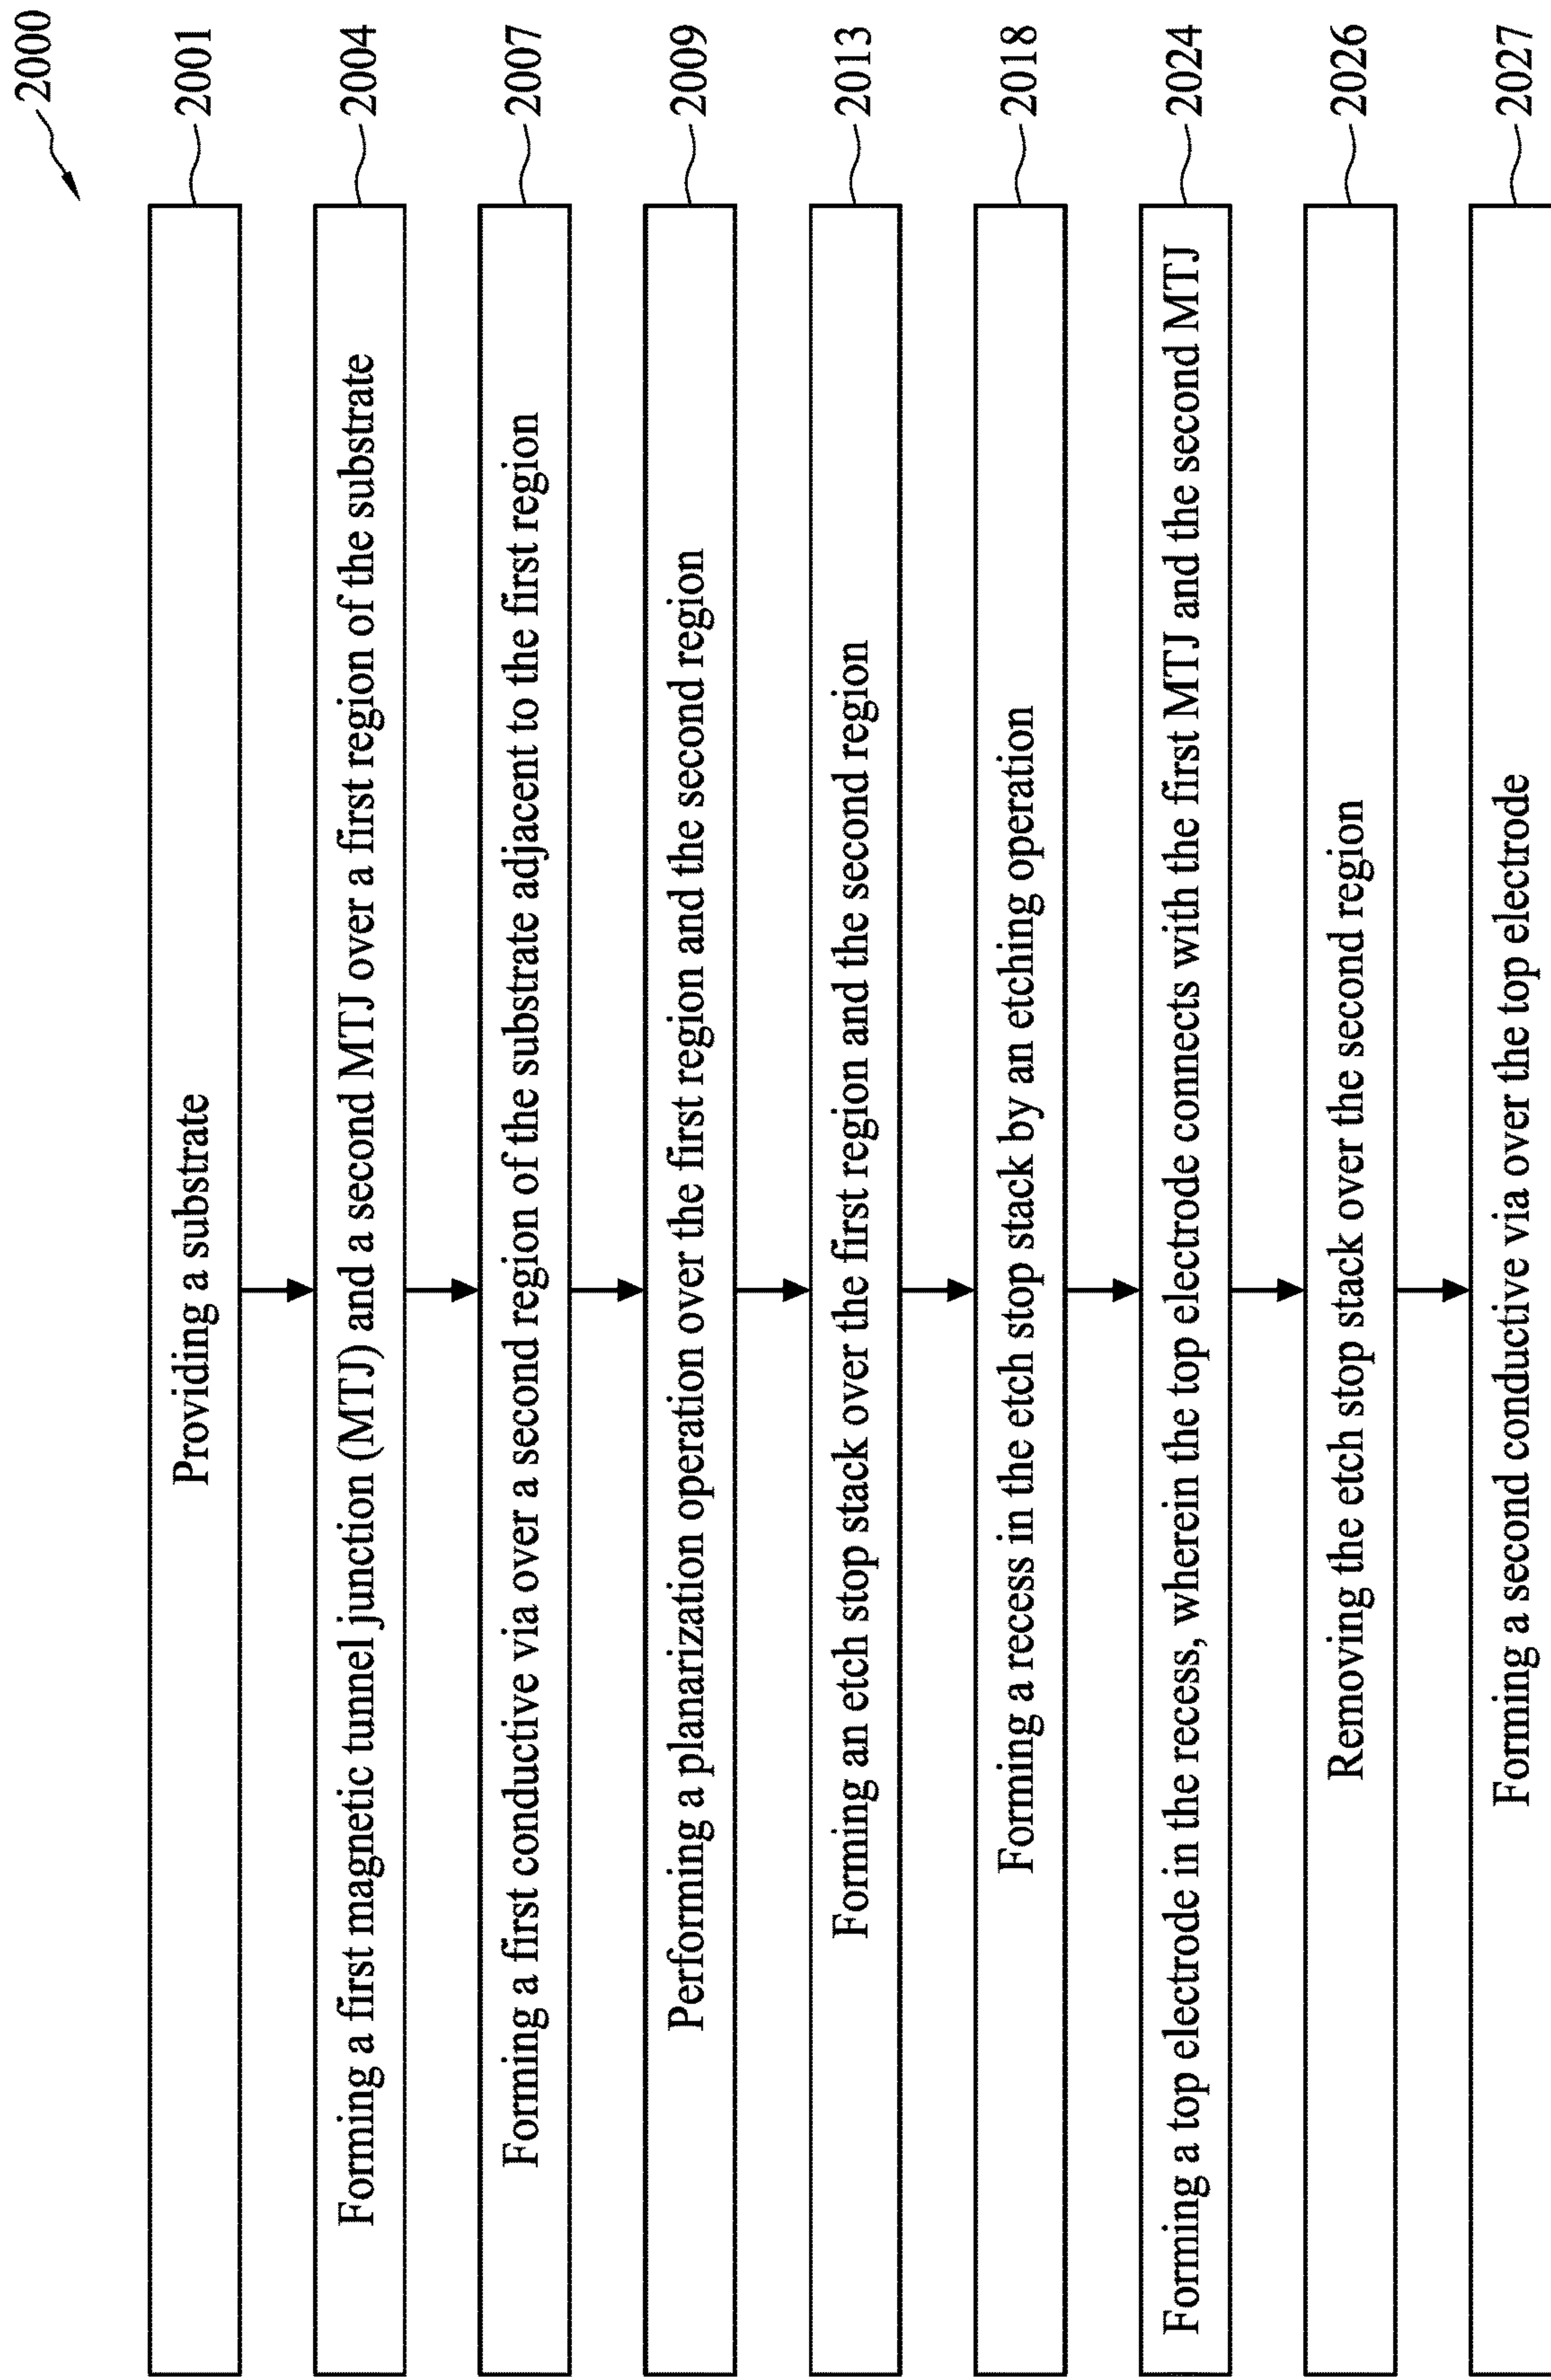 2000
Providing a substrate
2001
Forming a first magnetic tunnel junction (MTJ) and a second MTJ over a first region of the substrate
2004
Forming a first conductive via over a second region of the substrate adjacent to the first region
2007
Performing a planarization operation over the first region and the second region
2009
Forming an etch stop stack over the first region and the second region
2013
Forming a recess in the etch stop stack by an etching operation
2018
Forming a top electrode in the recess, wherein the top electrode connects with the first MTJ and the second MTJ
2024
Removing the etch stop stack over the second region
2026
Forming a second conductive via over the top electrode
2027